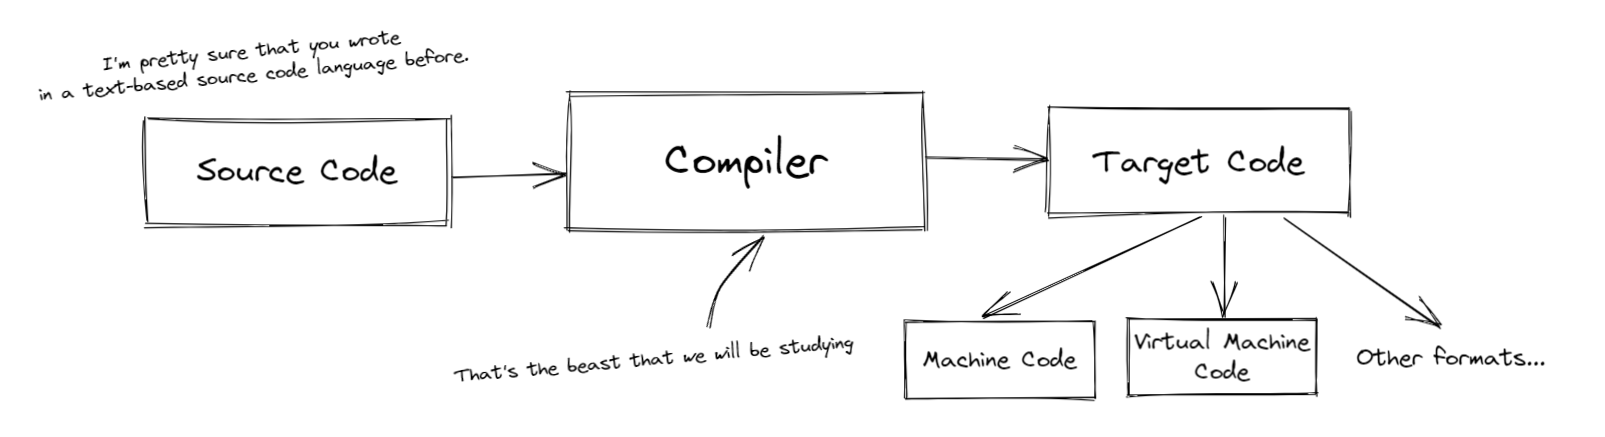 I'm pretty sure that you wrote
in a text-based source code language before.
Source Code
Compiler
Target Code
That's the beast that we will be studying
Machine Code
Virtual Machine
Code
Other formats...